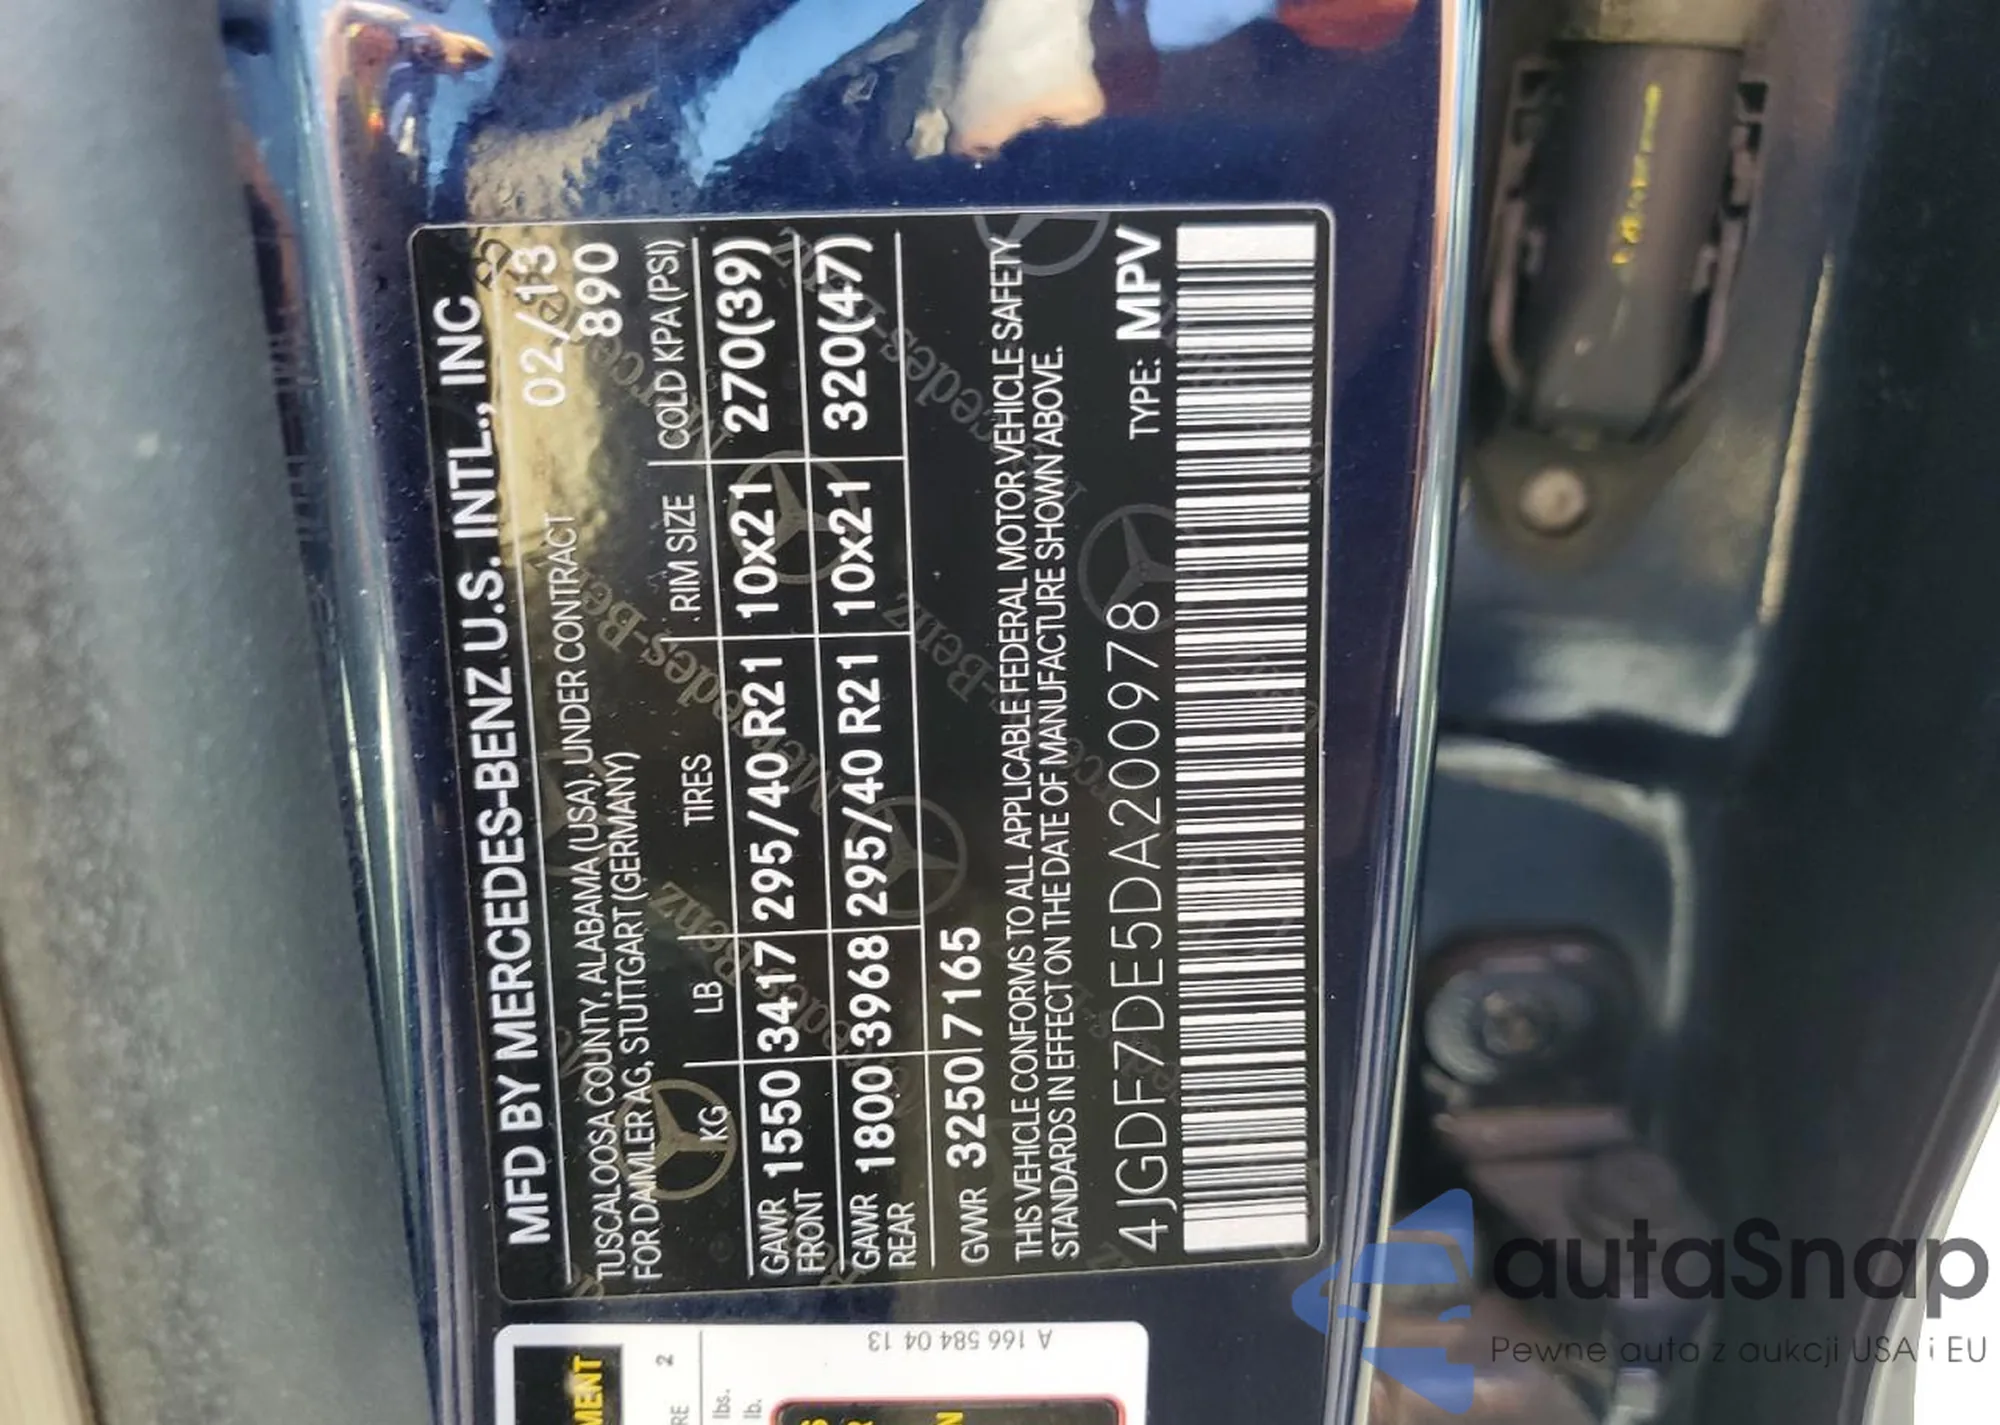 MFD BY MERCEDES-BENZ U.S. INTL., INC
TUSCALOOSA COUNTY, ALABAMA (USA), UNDER CONTRACT 02/13
FOR DAIMLER AG, STUTTGART (GERMANY) 890
KG LB TIRES RIM SIZE COLD KPA (PSI)
GAWR FRONT 1550 3417 295/40 R21 10x21 270(39)
GAWR REAR 1800 3968 295/40 R21 10x21 320(47)
GVWR 3250 7165
THIS VEHICLE CONFORMS TO ALL APPLICABLE FEDERAL MOTOR VEHICLE SAFETY
STANDARDS IN EFFECT ON THE DATE OF MANUFACTURE SHOWN ABOVE.
4JGDF7DE5DA200978 TYPE: MPV
A 166 584 04 13
2
lbs.
lb.
autaSnap
Pewne auta z aukcji USA i EU